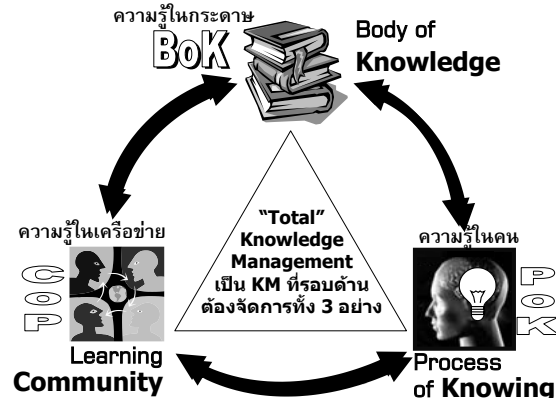 ความรู้ในกระดาษ
BoK
Body of
Knowledge
"Total"
Knowledge
Management
เป็น KM ที่รอบด้าน
ต้องจัดการทั้ง 3 อย่าง
ความรู้ในเครือข่าย
CoP
Learning
Community
ความรู้ในคน
PoK
Process
of Knowing